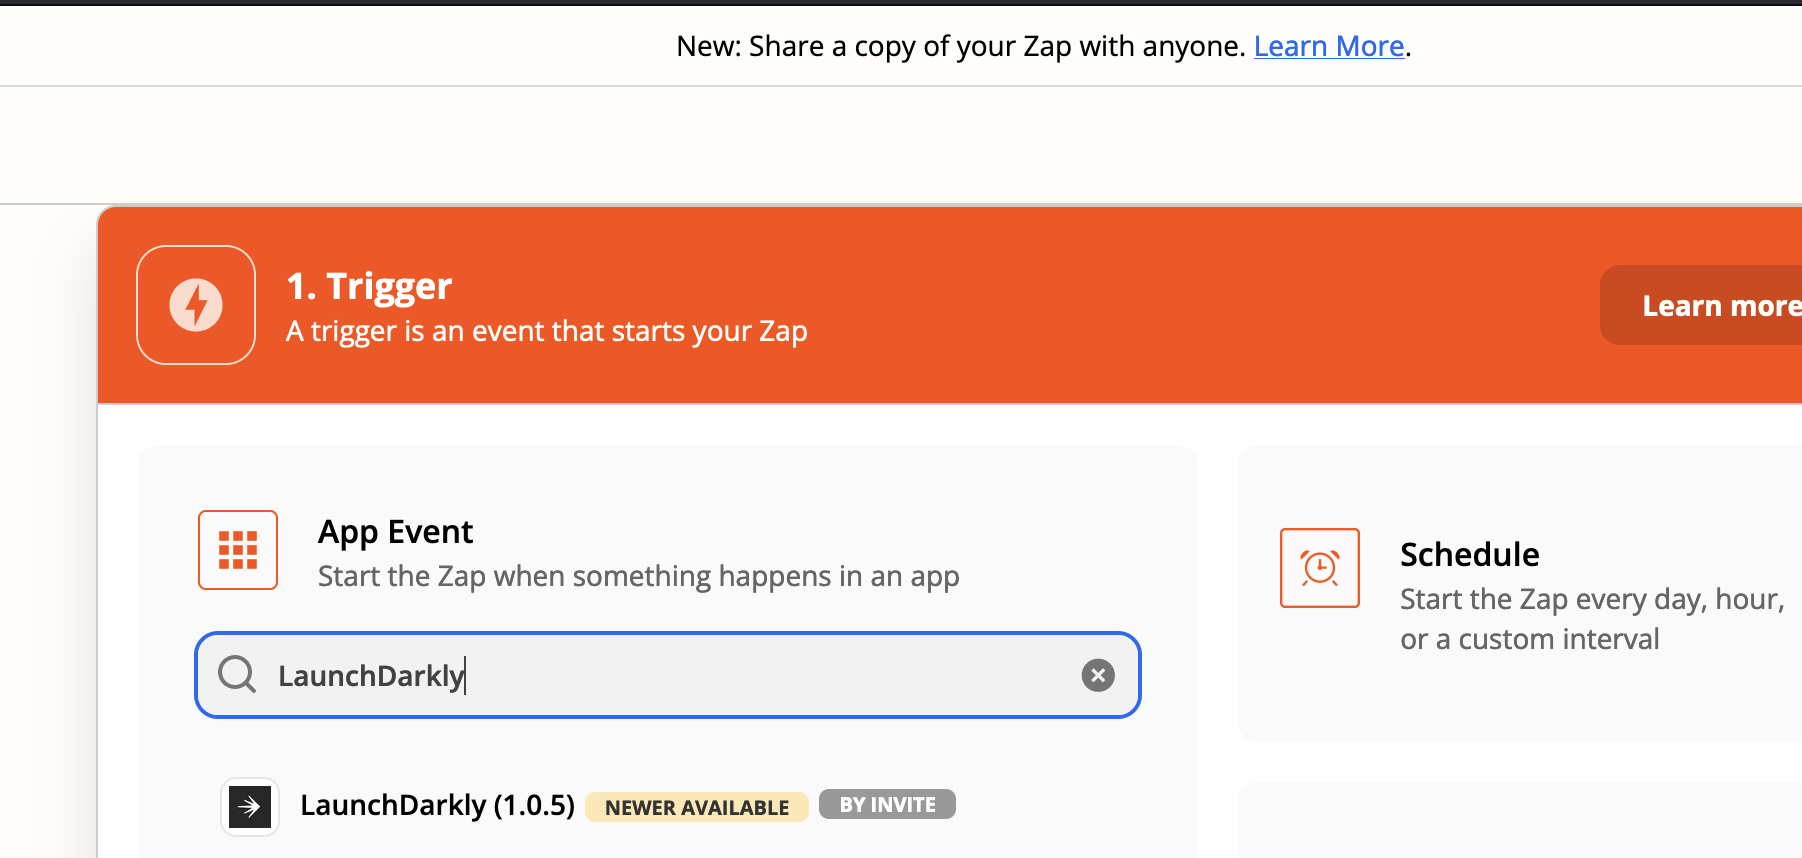 New: Share a copy of your Zap with anyone. Learn More.
1. Trigger
A trigger is an event that starts your Zap
Learn more
App Event
Start the Zap when something happens in an app
LaunchDarkly
LaunchDarkly (1.0.5) NEWER AVAILABLE BY INVITE
Schedule
Start the Zap every day, hour,
or a custom interval